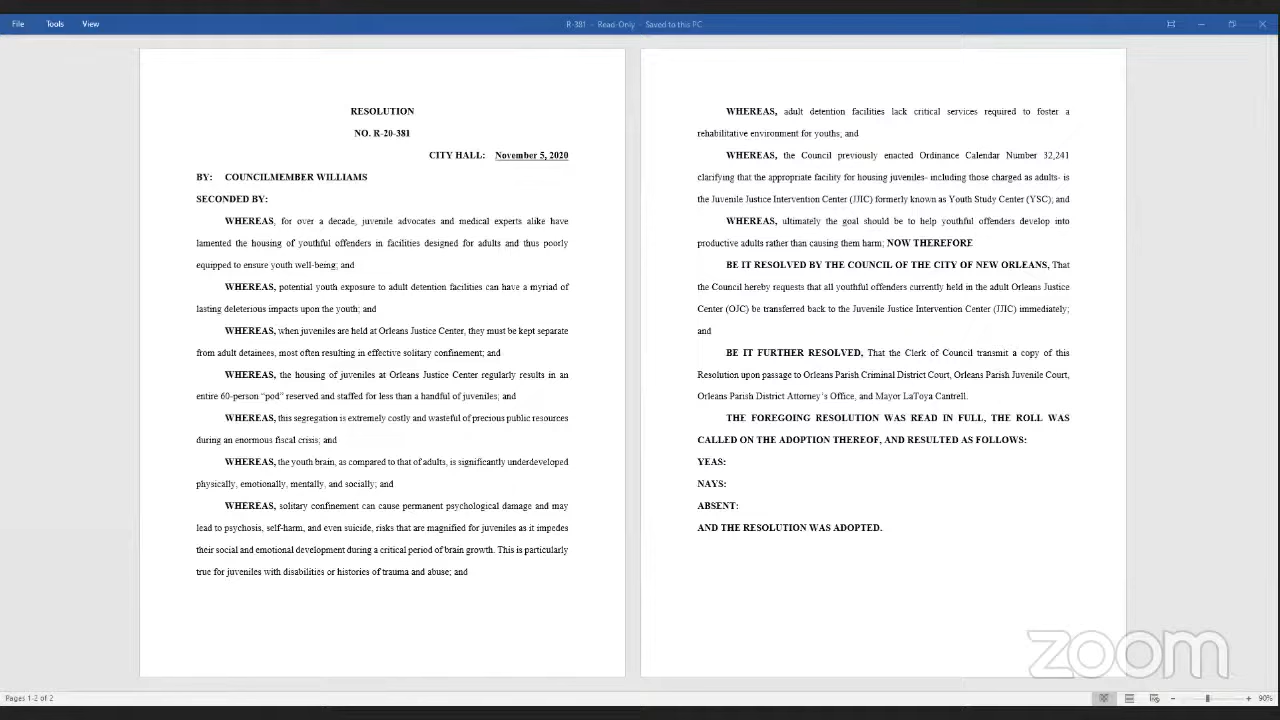 File Tools View
R-381 - Read-Only - Saved to this PC
RESOLUTION
NO. R-20-381
CITY HALL: November 5, 2020
BY: COUNCILMEMBER WILLIAMS
SECONDED BY:
WHEREAS, for over a decade, juvenile advocates and medical experts alike have
lamented the housing of youthful offenders in facilities designed for adults and thus poorly
equipped to ensure youth well-being; and
WHEREAS, potential youth exposure to adult detention facilities can have a myriad of
lasting deleterious impacts upon the youth; and
WHEREAS, when juveniles are held at Orleans Justice Center, they must be kept separate
from adult detainees, most often resulting in effective solitary confinement; and
WHEREAS, the housing of juveniles at Orleans Justice Center regularly results in an
entire 60-person “pod” reserved and staffed for less than a handful of juveniles; and
WHEREAS, this segregation is extremely costly and wasteful of precious public resources
during an enormous fiscal crisis; and
WHEREAS, the youth brain, as compared to that of adults, is significantly underdeveloped
physically, emotionally, mentally, and socially; and
WHEREAS, solitary confinement can cause permanent psychological damage and may
lead to psychosis, self-harm, and even suicide, risks that are magnified for juveniles as it impedes
their social and emotional development during a critical period of brain growth. This is particularly
true for juveniles with disabilities or histories of trauma and abuse; and
WHEREAS, adult detention facilities lack critical services required to foster a
rehabilitative environment for youths; and
WHEREAS, the Council previously enacted Ordinance Calendar Number 32,241
clarifying that the appropriate facility for housing juveniles- including those charged as adults- is
the Juvenile Justice Intervention Center (JJIC) formerly known as Youth Study Center (YSC); and
WHEREAS, ultimately the goal should be to help youthful offenders develop into
productive adults rather than causing them harm; NOW THEREFORE
BE IT RESOLVED BY THE COUNCIL OF THE CITY OF NEW ORLEANS, That
the Council hereby requests that all youthful offenders currently held in the adult Orleans Justice
Center (OJC) be transferred back to the Juvenile Justice Intervention Center (JJIC) immediately;
and
BE IT FURTHER RESOLVED, That the Clerk of Council transmit a copy of this
Resolution upon passage to Orleans Parish Criminal District Court, Orleans Parish Juvenile Court,
Orleans Parish District Attorney’s Office, and Mayor LaToya Cantrell.
THE FOREGOING RESOLUTION WAS READ IN FULL, THE ROLL WAS
CALLED ON THE ADOPTION THEREOF, AND RESULTED AS FOLLOWS:
YEAS:
NAYS:
ABSENT:
AND THE RESOLUTION WAS ADOPTED.
zoom
Pages 1-2 of 2
90%